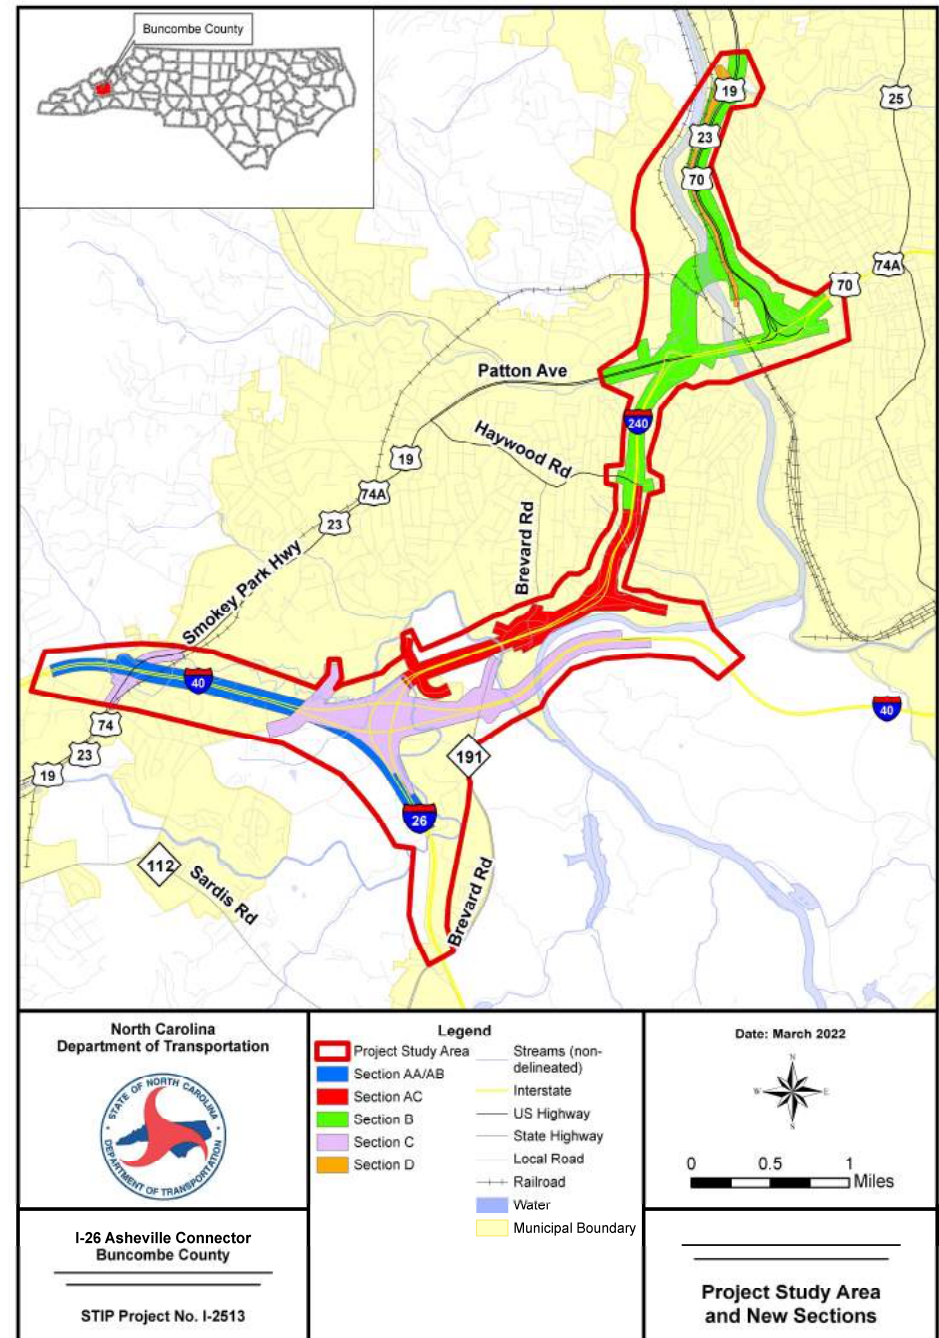 Buncombe County
19
25
23
70
74A
70
Patton Ave
240
Haywood Rd
19
74A
23
Brevard Rd
Smokey Park Hwy
40
74
40
23
191
19
26
112
Sardis Rd
Brevard Rd
North Carolina
Department of Transportation
STATE OF NORTH CAROLINA
DEPARTMENT OF TRANSPORTATION
I-26 Asheville Connector
Buncombe County
STIP Project No. I-2513
Legend
Project Study Area
Section AA/AB
Section AC
Section B
Section C
Section D
Streams (non-
delineated)
Interstate
US Highway
State Highway
Local Road
Railroad
Water
Municipal Boundary
Date: March 2022
N
W E
S
0 0.5 1
Miles
Project Study Area
and New Sections